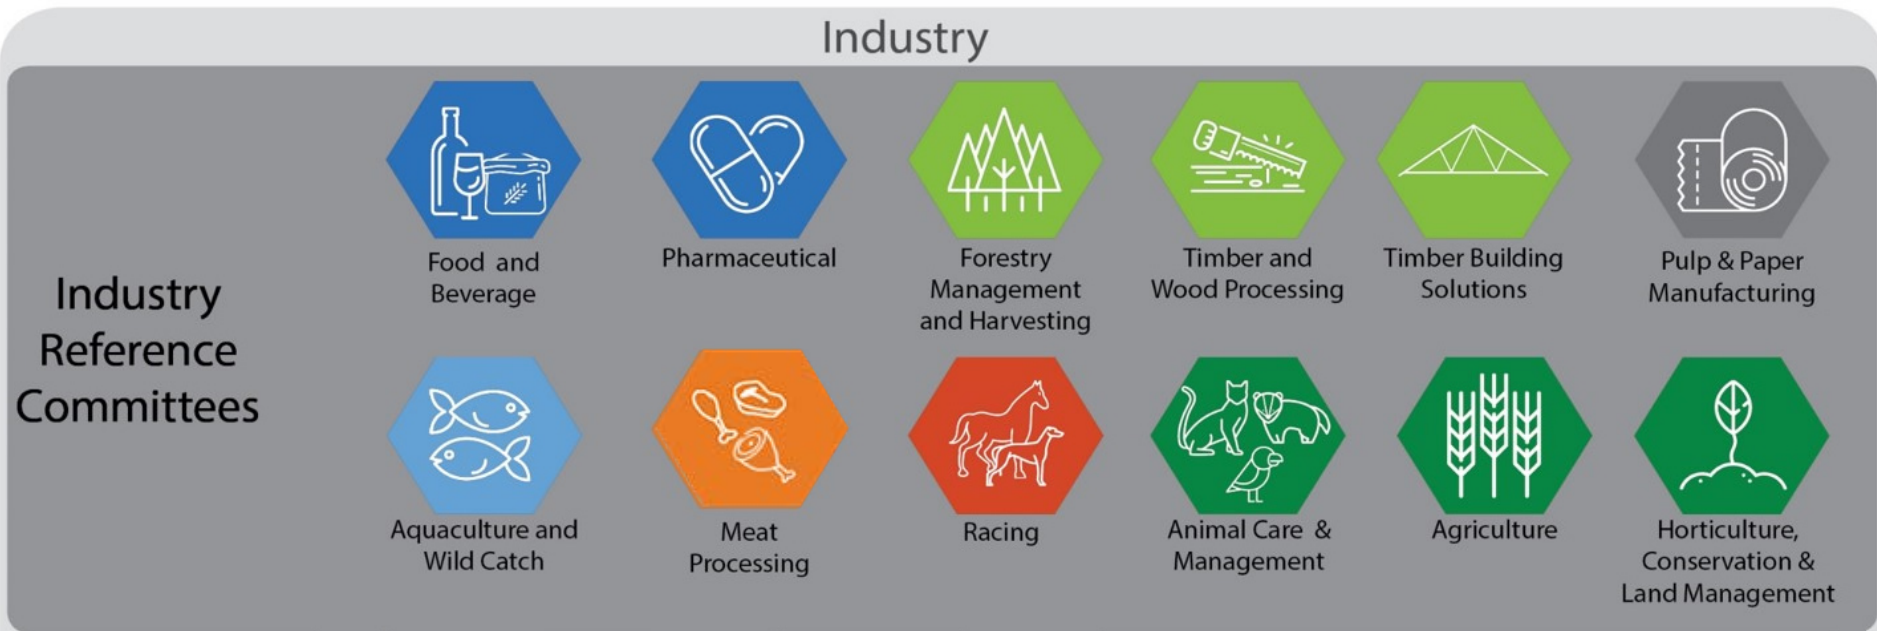 Industry
Industry
Reference
Committees
Food and
Beverage
Pharmaceutical
Forestry
Management
and Harvesting
Timber and
Wood Processing
Timber Building
Solutions
Pulp & Paper
Manufacturing
Aquaculture and
Wild Catch
Meat
Processing
Racing
Animal Care &
Management
Agriculture
Horticulture,
Conservation &
Land Management